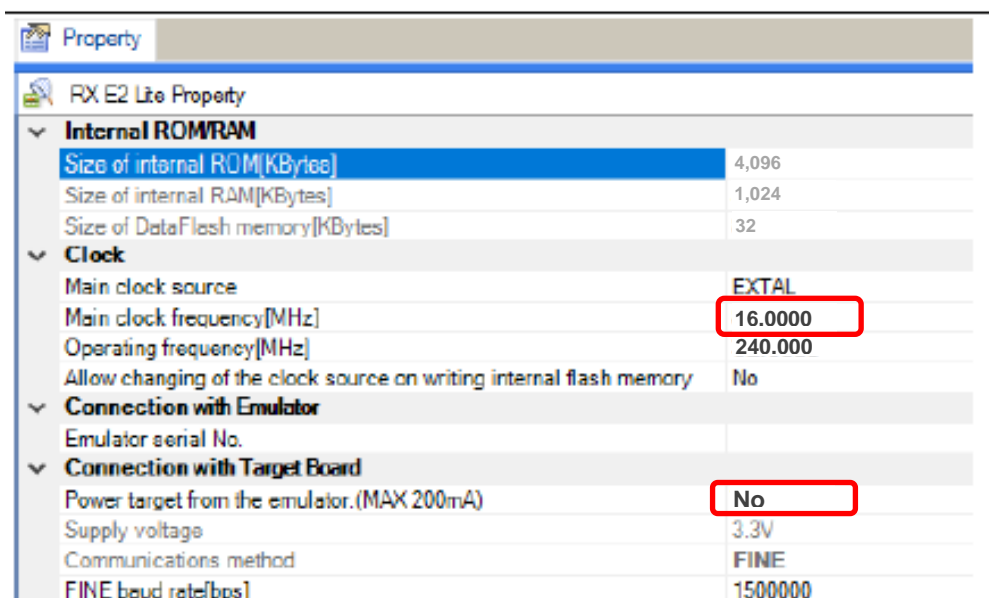 Property
RX E2 Lite Property
Internal ROM/RAM
Size of internal ROM[KBytes] 4,096
Size of internal RAM[KBytes] 1,024
Size of DataFlash memory[KBytes] 32
Clock
Main clock source EXTAL
Main clock frequency[MHz] 16.0000
Operating frequency[MHz] 240.000
Allow changing of the clock source on writing internal flash memory No
Connection with Emulator
Emulator serial No.
Connection with Target Board
Power target from the emulator.(MAX 200mA) No
Supply voltage 3.3V
Communications method FINE
FINE baud rate[bps] 1500000